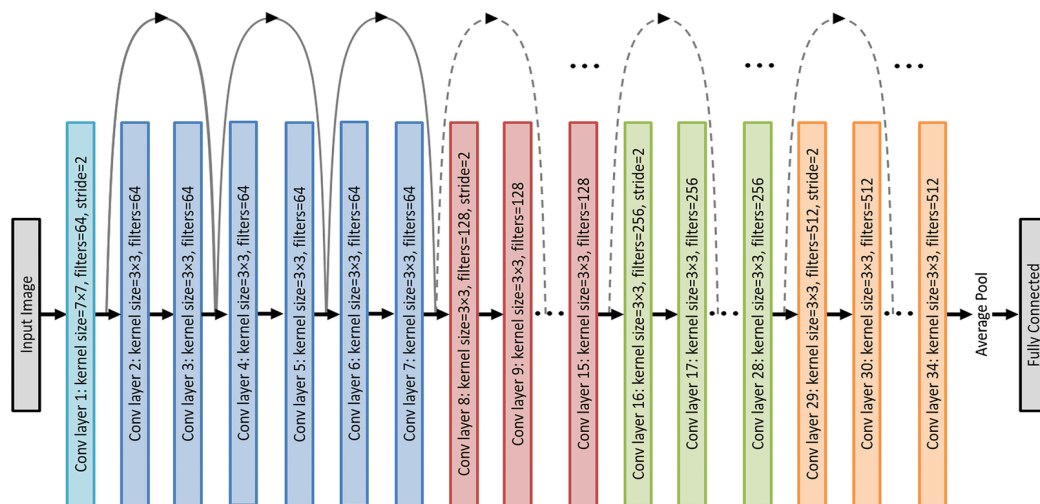 Input Image
Conv layer 1: kernel size=7×7, filters=64, stride=2
Conv layer 2: kernel size=3×3, filters=64
Conv layer 3: kernel size=3×3, filters=64
Conv layer 4: kernel size=3×3, filters=64
Conv layer 5: kernel size=3×3, filters=64
Conv layer 6: kernel size=3×3, filters=64
Conv layer 7: kernel size=3×3, filters=64
Conv layer 8: kernel size=3×3, filters=128, stride=2
Conv layer 9: kernel size=3×3, filters=128
Conv layer 15: kernel size=3×3, filters=128
Conv layer 16: kernel size=3×3, filters=256, stride=2
Conv layer 17: kernel size=3×3, filters=256
Conv layer 28: kernel size=3×3, filters=256
Conv layer 29: kernel size=3×3, filters=512, stride=2
Conv layer 30: kernel size=3×3, filters=512
Conv layer 34: kernel size=3×3, filters=512
Average Pool
Fully Connected